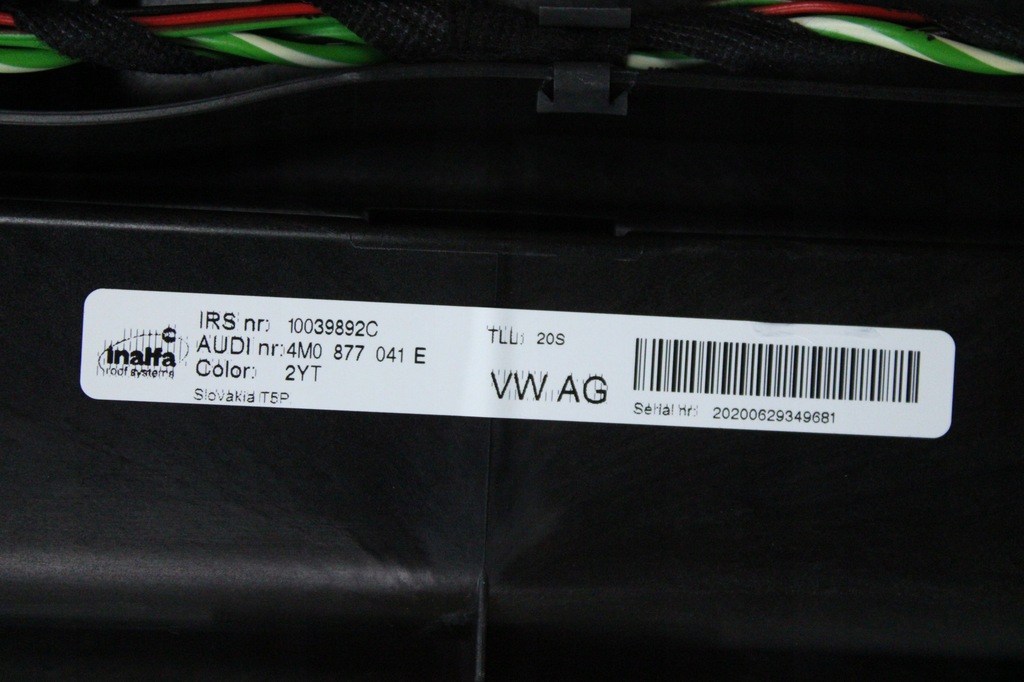 inalfa
roof systems
IRS nr: 10039892C
AUDI nr: 4M0 877 041 E
Color: 2YT
Slovakia T5P
TLD: 20S
VW AG
Serial nr: 20200629349681